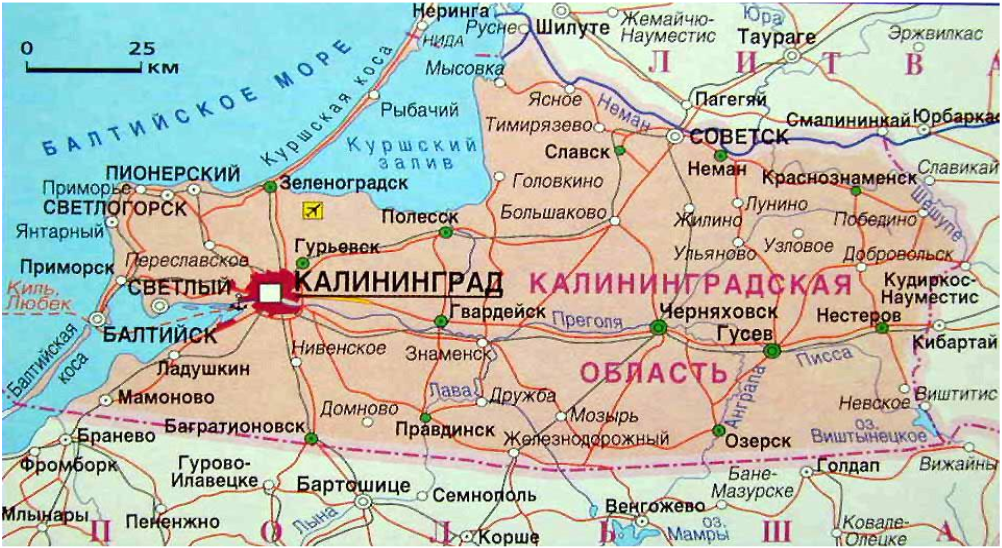 Неринга
Русне
Шилуте
Жемайчю-
Науместис
Юра
Таураге
Эржвилкас
0 25
км
НИДА
Мысовка
Л И Т В А
БАЛТИЙСКОЕ МОРЕ
Куршская коса
Рыбачий
Ясное
Неман
Пагегяй
Смалининкай
Юрбаркас
Тимирязево
СОВЕТСК
Куршский
залив
Славск
Неман
Славикай
ПИОНЕРСКИЙ
Приморье
Зеленоградск
Головкино
Краснознаменск
СВЕТЛОГОРСК
Полесск
Большаково
Жилино
Лунино
Победино
Шешупе
Янтарный
Гурьевск
Ульяново
Узловое
Добровольск
Переславское
Приморск
СВЕТЛЫЙ
КАЛИНИНГРАД
КАЛИНИНГРАДСКАЯ
Кудиркос-
Науместис
Киль,
Любек
БАЛТИЙСК
Гвардейск
Преголя
Черняховск
Гусев
Нестеров
Кибартай
Балтийская
коса
Ладушкин
Нивенское
Знаменск
Писса
ОБЛАСТЬ
Мамоново
Лава
Дружба
Анграпа
Виштитис
Домново
Невское
Багратионовск
Правдинск
Мозырь
оз.
Виштынецкое
Бранево
Железнодорожный
Озерск
Фромборк
Гурово-
Илавецке
Бартошице
Семнополь
Бане-
Мазурске
Голдап
Вижайны
Млынары
Пененжно
Лына
Венгожево
оз.
Мамры
Корше
Ковале-
Олецке
П О Л Ь Ш А